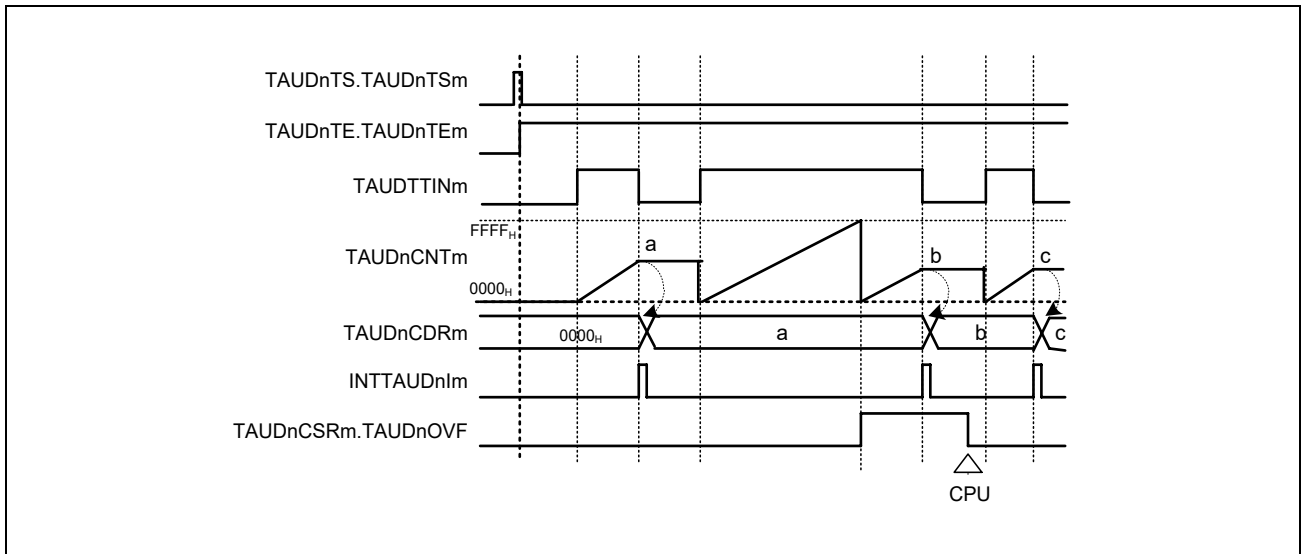 TAUDnTS.TAUDnTSm
TAUDnTE.TAUDnTEm
TAUDTTINm
FFFFH
TAUDnCNTm
a
b
c
0000H
TAUDnCDRm
0000H
a
b
c
INTTAUDnIm
TAUDnCSRm.TAUDnOVF
CPU